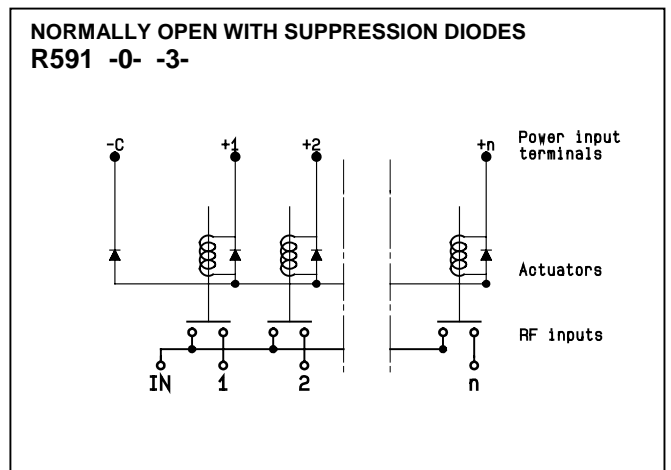 NORMALLY OPEN WITH SUPPRESSION DIODES
R591 -0- -3-
-C +1 +2 +n Power input
terminals
Actuators
RF inputs
IN 1 2 n